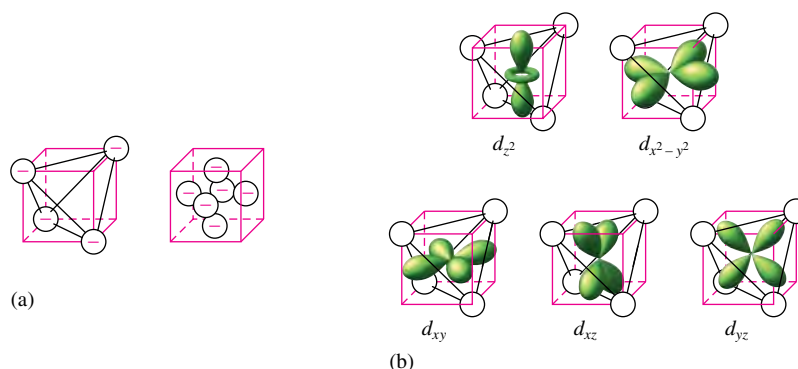 d_{z^2} d_{x^2 – y^2}
– – – – – – – – – –
(a)
d_{xy} d_{xz} d_{yz}
(b)